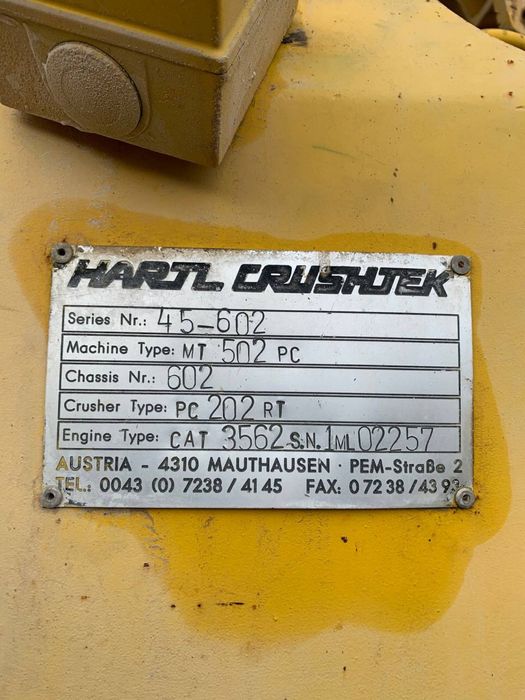 HARTL CRUSHTEK
Series Nr.: 45-602
Machine Type: MT 502 PC
Chassis Nr.: 602
Crusher Type: PC 202 RT
Engine Type: CAT 3562 S.N. 1ML02257
AUSTRIA - 4310 MAUTHAUSEN · PEM-Straße 2
TEL.: 0043 (0) 7238 / 41 45 FAX: 0 72 38 / 43 93